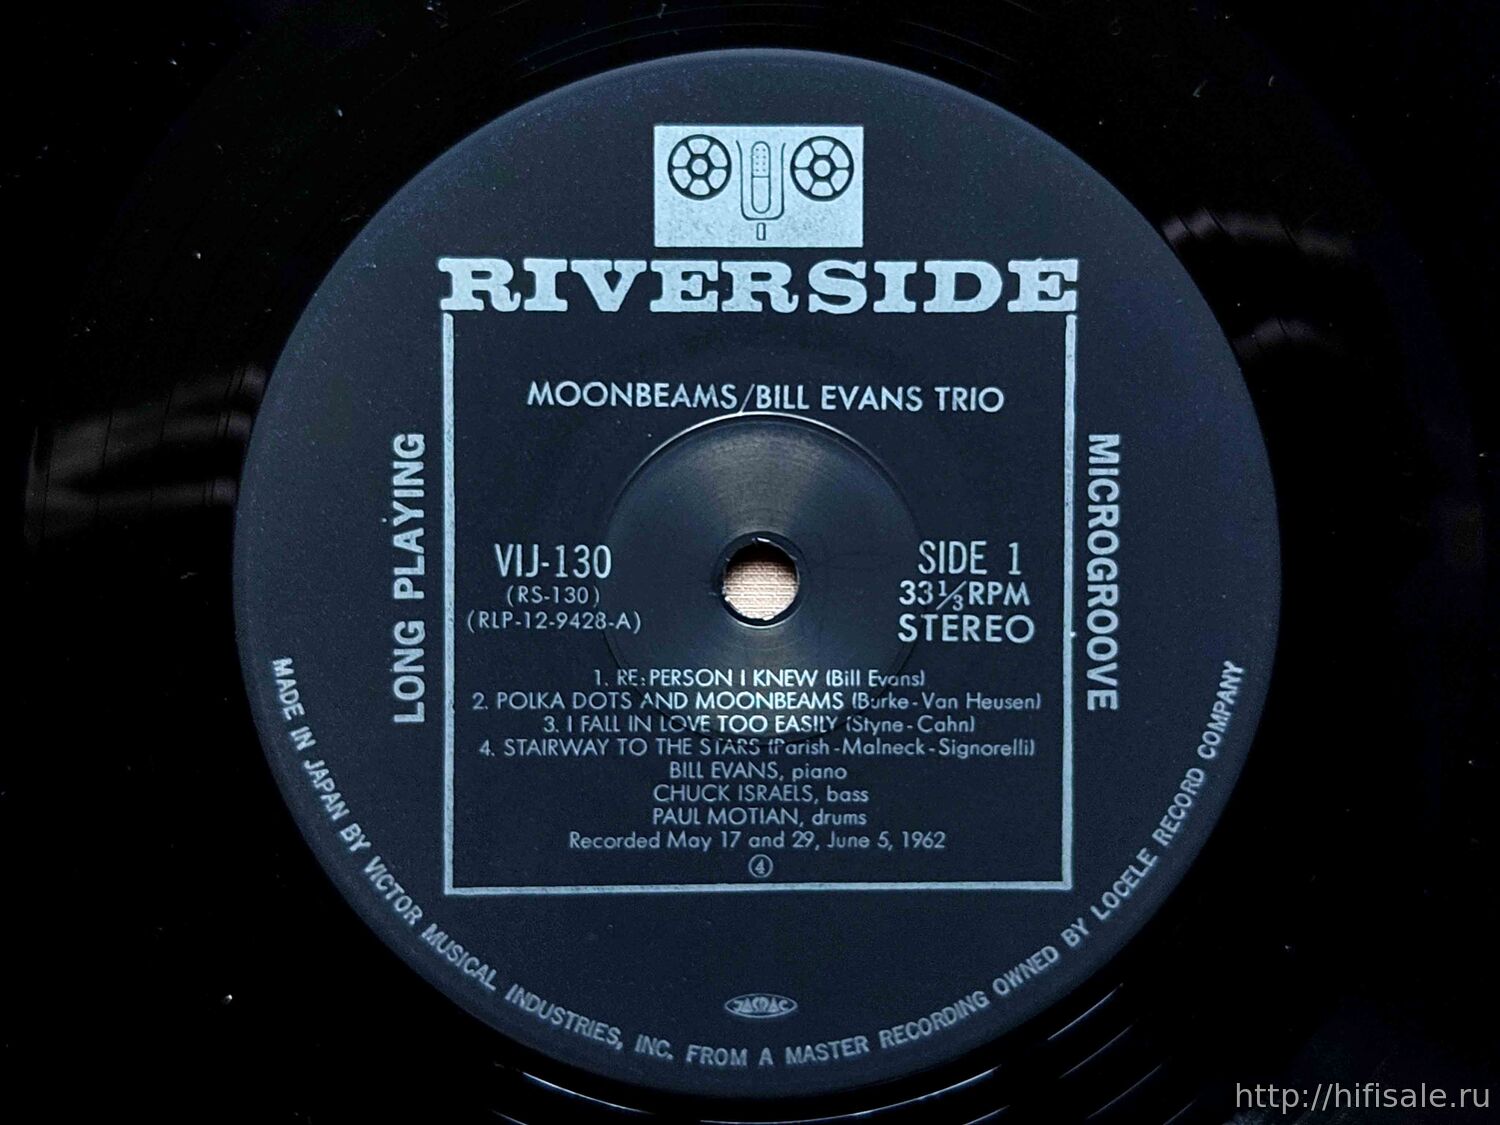 RIVERSIDE
MOONBEAMS/BILL EVANS TRIO
LONG PLAYING
MICROGROOVE
VIJ-130
(RS-130)
(RLP-12-9428-A)
SIDE 1
33⅓RPM
STEREO
1. RE: PERSON I KNEW (Bill Evans)
2. POLKA DOTS AND MOONBEAMS (Burke-Van Heusen)
3. I FALL IN LOVE TOO EASILY (Styne-Cahn)
4. STAIRWAY TO THE STARS (Parish-Malneck-Signorelli)
BILL EVANS, piano
CHUCK ISRAELS, bass
PAUL MOTIAN, drums
Recorded May 17 and 29, June 5, 1962
④
JASRAC
MADE IN JAPAN BY VICTOR MUSICAL INDUSTRIES, INC. FROM A MASTER RECORDING OWNED BY LOCELE RECORD COMPANY
http://hifisale.ru